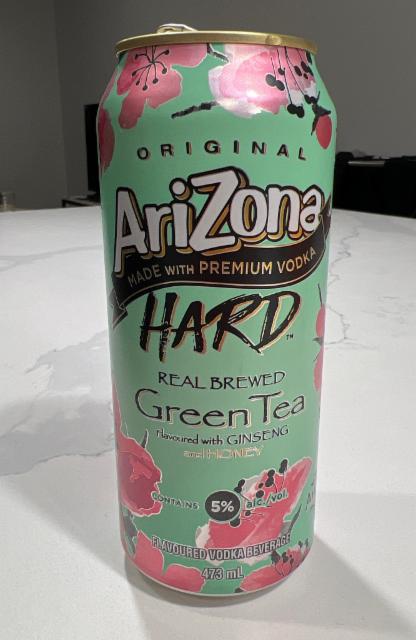 ORIGINAL
AriZona
MADE WITH PREMIUM VODKA
HARD™
REAL BREWED
Green Tea
Flavoured with GINSENG
and HONEY
CONTAINS 5% alc./vol.
FLAVOURED VODKA BEVERAGE
473 mL